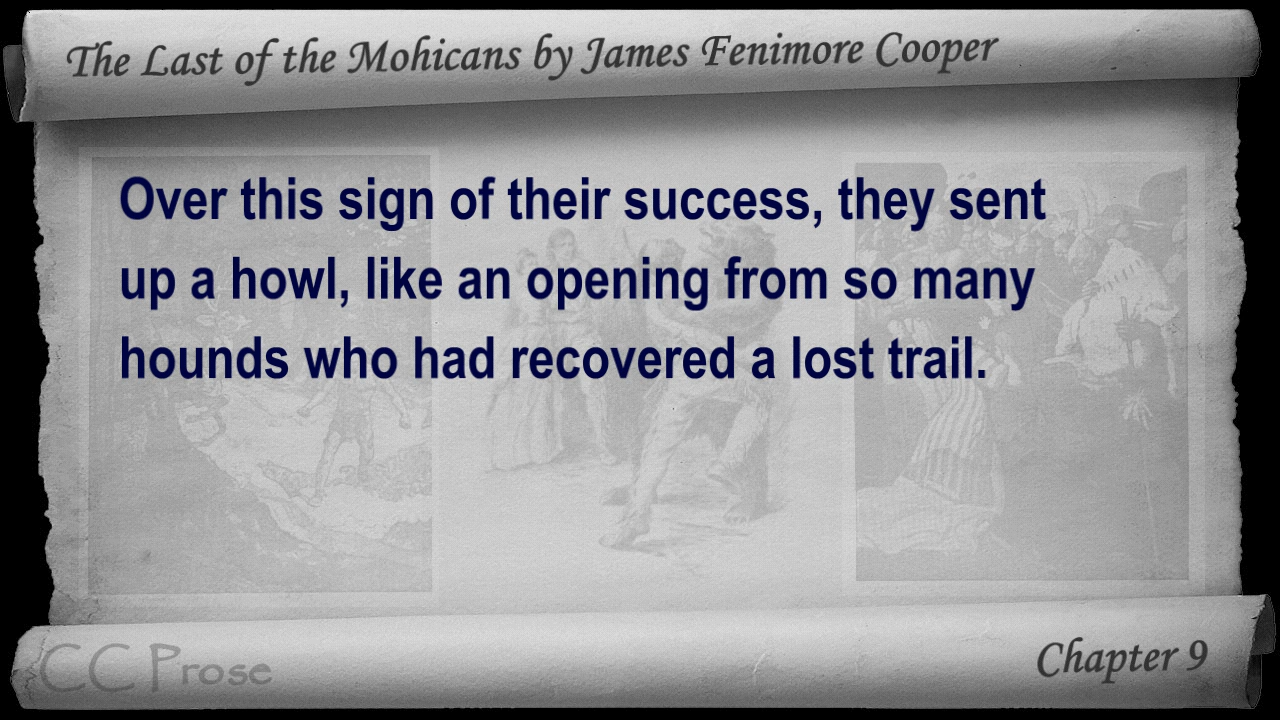 The Last of the Mohicans by James Fenimore Cooper
Over this sign of their success, they sent
up a howl, like an opening from so many
hounds who had recovered a lost trail.
CC Prose
Chapter 9